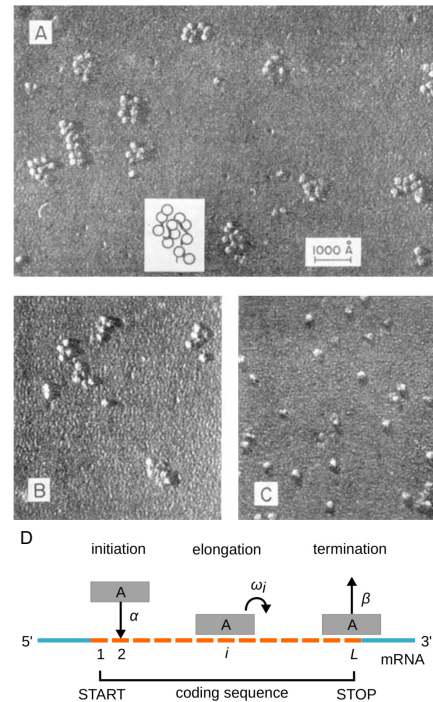 A
1000 Å
B
C
D
initiation elongation termination
A α
A ωi
A β
5' 3'
1 2 i L mRNA
START coding sequence STOP